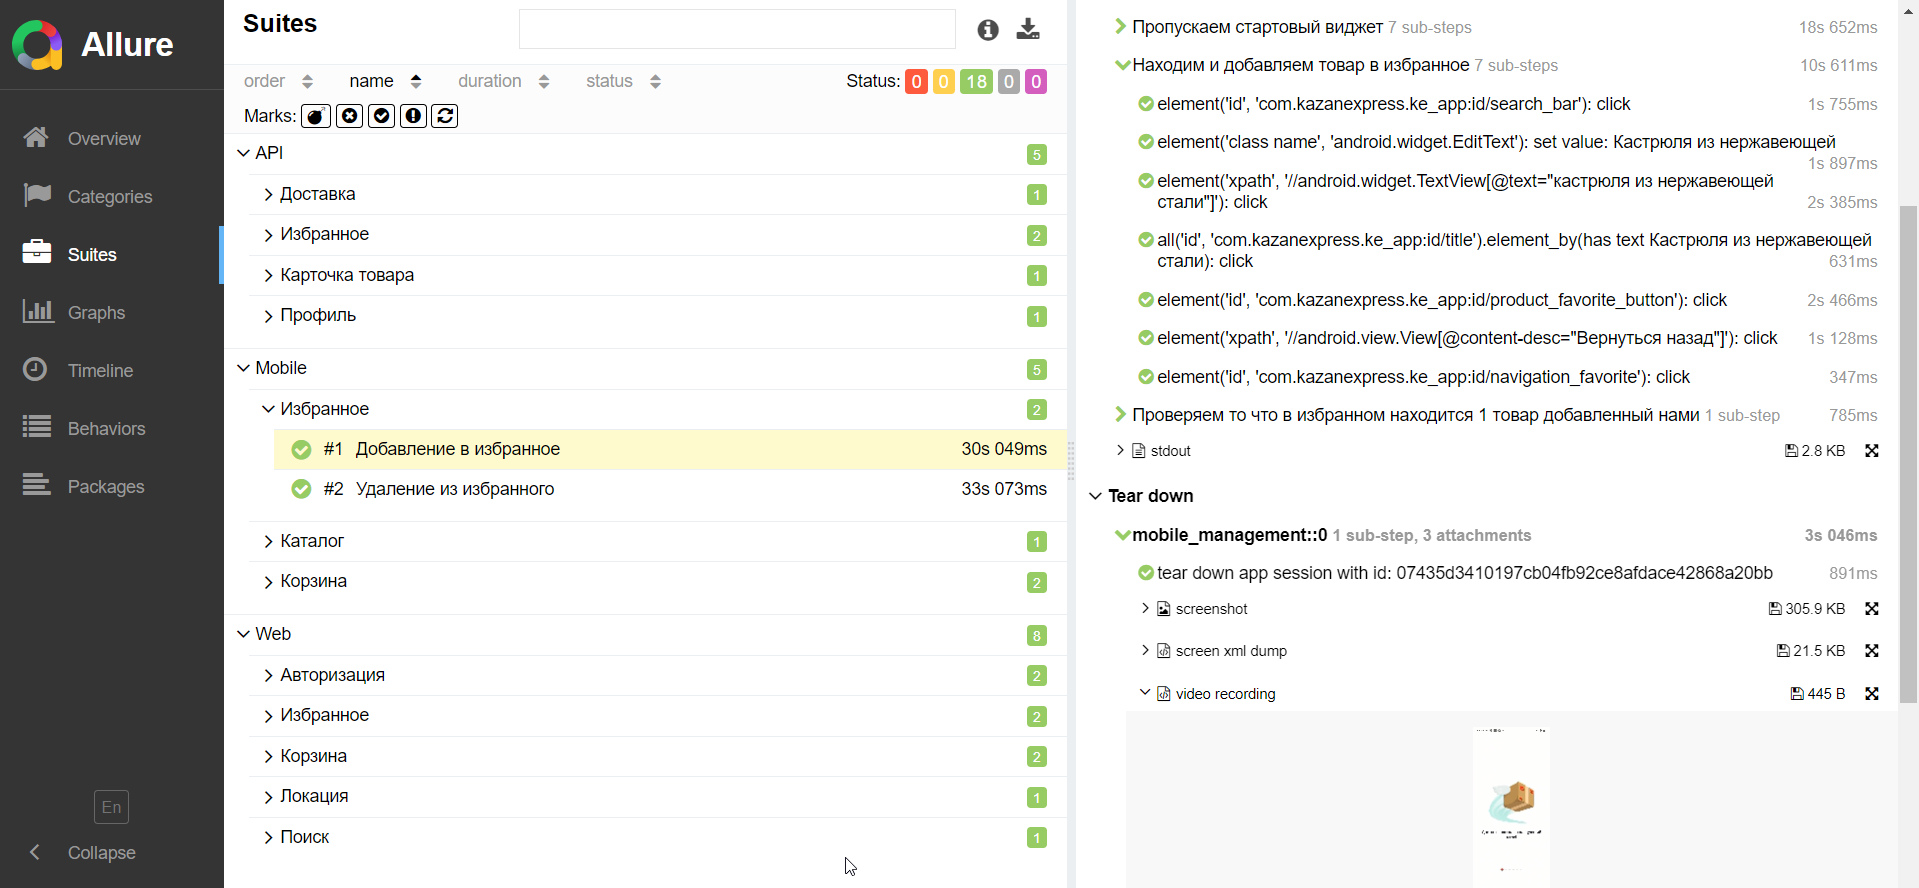 Allure
Overview
Categories
Suites
Graphs
Timeline
Behaviors
Packages
En
Collapse
Suites
order name duration status Status: 0 0 18 0 0
Marks:
API 5
Доставка 1
Избранное 2
Карточка товара 1
Профиль 1
Mobile 5
Избранное 2
#1 Добавление в избранное 30s 049ms
#2 Удаление из избранного 33s 073ms
Каталог 1
Корзина 2
Web 8
Авторизация 2
Избранное 2
Корзина 2
Локация 1
Поиск 1
Пропускаем стартовый виджет 7 sub-steps 18s 652ms
Находим и добавляем товар в избранное 7 sub-steps 10s 611ms
element('id', 'com.kazanexpress.ke_app:id/search_bar'): click 1s 755ms
element('class name', 'android.widget.EditText'): set value: Кастрюля из нержавеющей
1s 897ms
element('xpath', '//android.widget.TextView[@text="кастрюля из нержавеющей
стали"]'): click 2s 385ms
all('id', 'com.kazanexpress.ke_app:id/title').element_by(has text Кастрюля из нержавеющей
стали): click 631ms
element('id', 'com.kazanexpress.ke_app:id/product_favorite_button'): click 2s 466ms
element('xpath', '//android.view.View[@content-desc="Вернуться назад"]'): click 1s 128ms
element('id', 'com.kazanexpress.ke_app:id/navigation_favorite'): click 347ms
Проверяем то что в избранном находится 1 товар добавленный нами 1 sub-step 785ms
stdout 2.8 KB
Tear down
mobile_management::0 1 sub-step, 3 attachments 3s 046ms
tear down app session with id: 07435d3410197cb04fb92ce8afdace42868a20bb 891ms
screenshot 305.9 KB
screen xml dump 21.5 KB
video recording 445 B